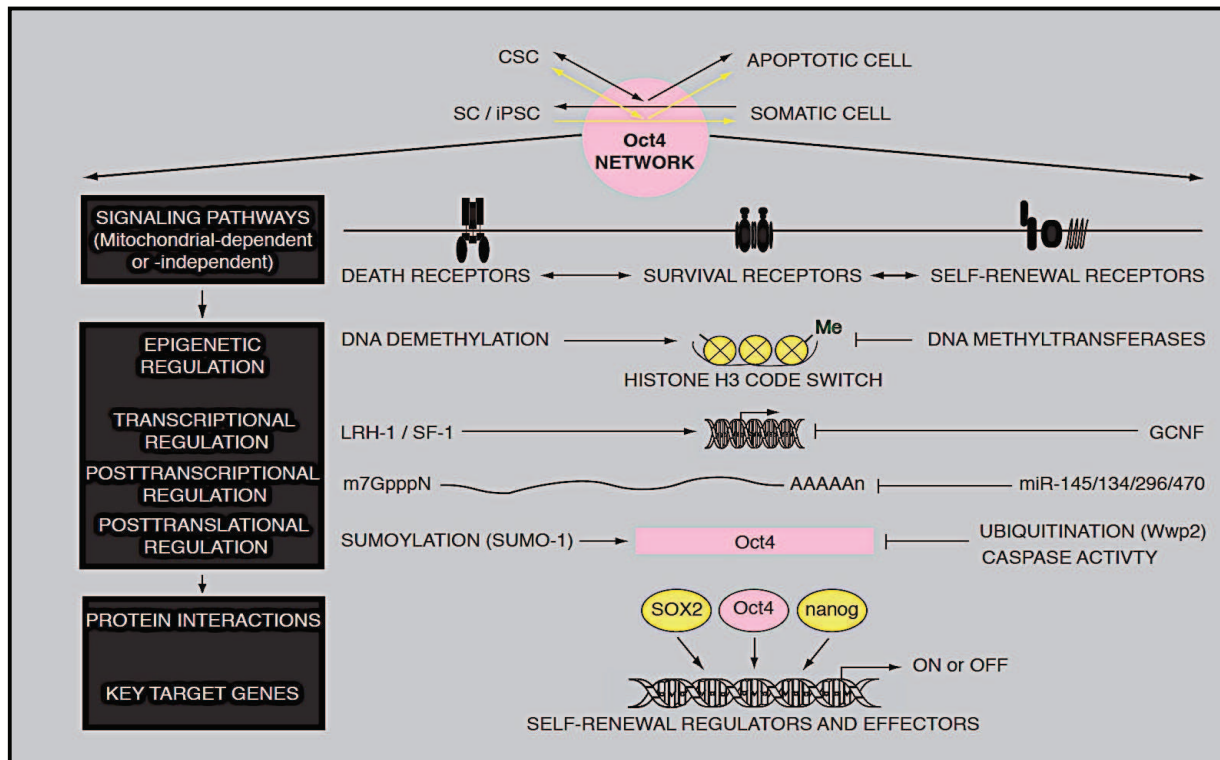 CSC
APOPTOTIC CELL
SC / iPSC
SOMATIC CELL
Oct4
NETWORK
SIGNALING PATHWAYS
(Mitochondrial-dependent
or -independent)
DEATH RECEPTORS
SURVIVAL RECEPTORS
SELF-RENEWAL RECEPTORS
EPIGENETIC
REGULATION
DNA DEMETHYLATION
Me
DNA METHYLTRANSFERASES
HISTONE H3 CODE SWITCH
TRANSCRIPTIONAL
REGULATION
LRH-1 / SF-1
GCNF
POSTTRANSCRIPTIONAL
REGULATION
m7GpppN
AAAAAn
miR-145/134/296/470
POSTTRANSLATIONAL
REGULATION
SUMOYLATION (SUMO-1)
Oct4
UBIQUITINATION (Wwp2)
CASPASE ACTIVTY
PROTEIN INTERACTIONS
SOX2
Oct4
nanog
ON or OFF
KEY TARGET GENES
SELF-RENEWAL REGULATORS AND EFFECTORS